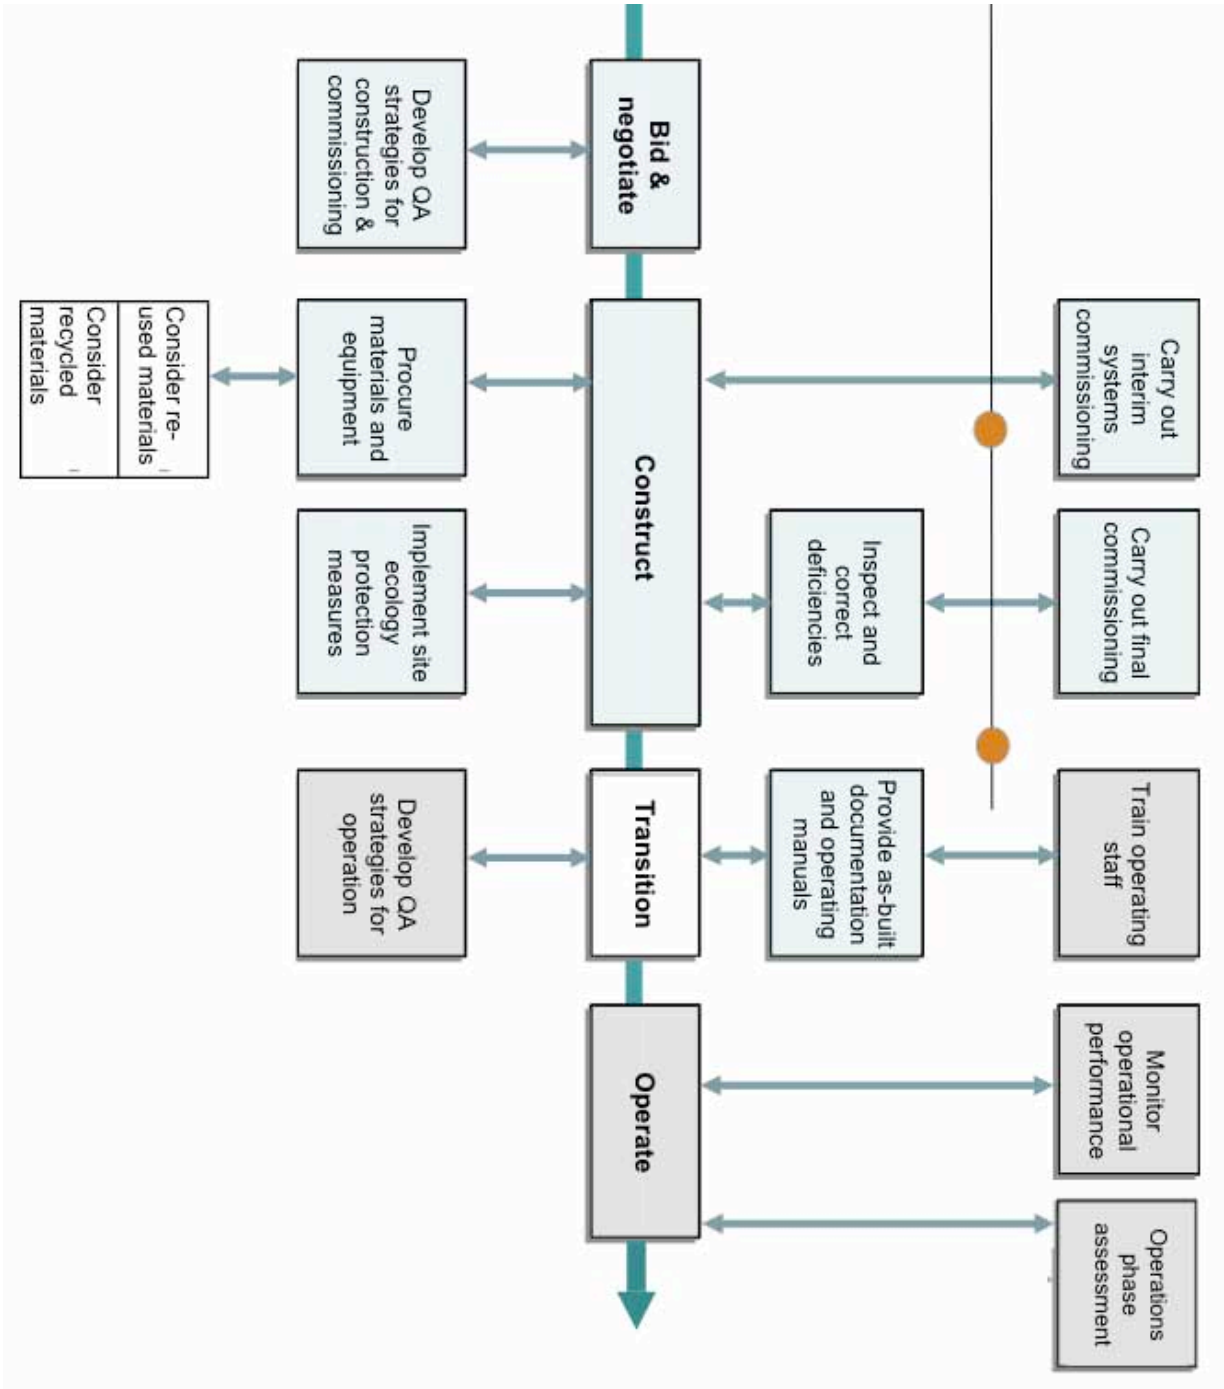 Carry out
interim
systems
commissioning
Carry out final
commissioning
Train operating
staff
Monitor
operational
performance
Operations
phase
assessment
Inspect and
correct
deficiencies
Provide as-built
documentation
and operating
manuals
Bid &
negotiate
Construct
Transition
Operate
Develop QA
strategies for
construction &
commissioning
Procure
materials and
equipment
Implement site
ecology
protection
measures
Develop QA
strategies for
operation
Consider re-
used materials
Consider
recycled
materials